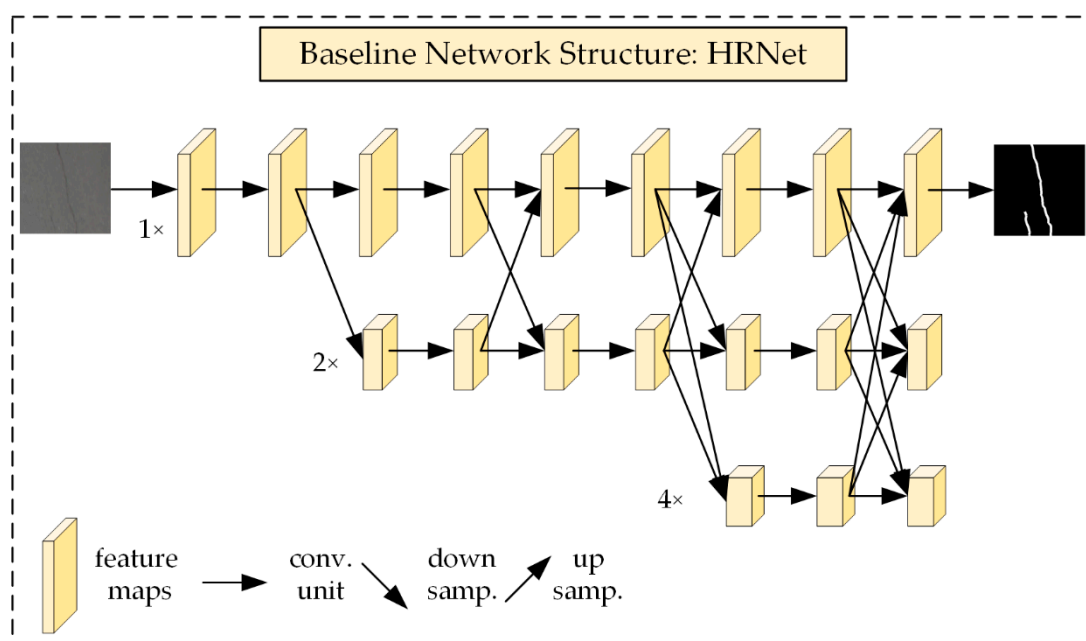 Baseline Network Structure: HRNet
1×
2×
4×
feature
maps
conv.
unit
down
samp.
up
samp.